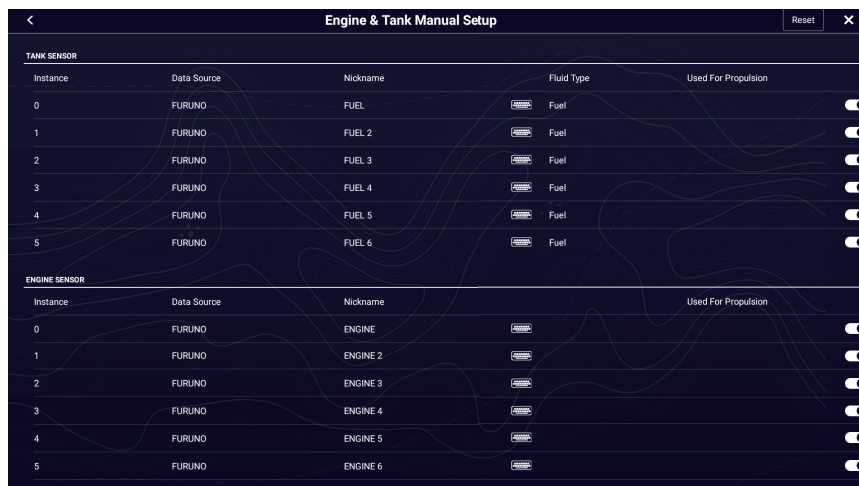 Engine & Tank Manual Setup Reset
TANK SENSOR
Instance Data Source Nickname Fluid Type Used For Propulsion
0 FURUNO FUEL Fuel
1 FURUNO FUEL 2 Fuel
2 FURUNO FUEL 3 Fuel
3 FURUNO FUEL 4 Fuel
4 FURUNO FUEL 5 Fuel
5 FURUNO FUEL 6 Fuel
ENGINE SENSOR
Instance Data Source Nickname Used For Propulsion
0 FURUNO ENGINE
1 FURUNO ENGINE 2
2 FURUNO ENGINE 3
3 FURUNO ENGINE 4
4 FURUNO ENGINE 5
5 FURUNO ENGINE 6